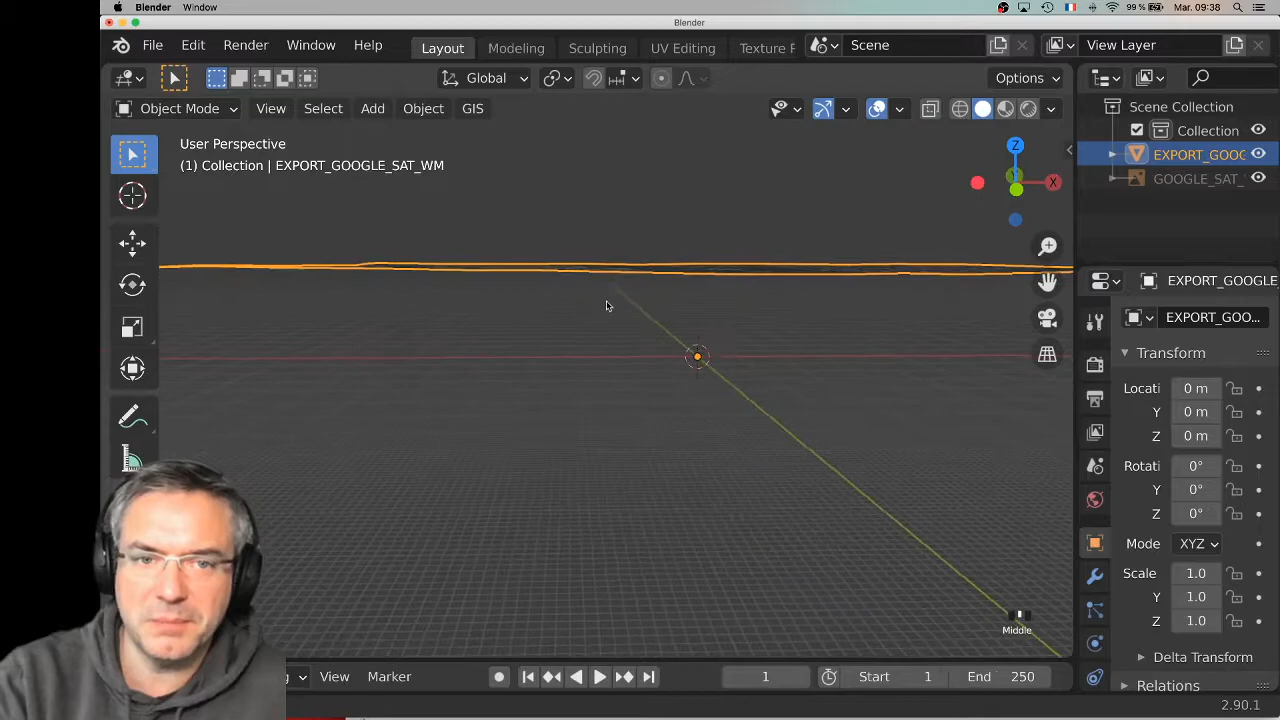 Blender Window 99 % Mar. 09:38
Blender
File Edit Render Window Help Layout Modeling Sculpting UV Editing Texture P Scene View Layer
Global Options
Object Mode View Select Add Object GIS
Scene Collection
Collection
EXPORT_GOOG
GOOGLE_SAT_
User Perspective
(1) Collection | EXPORT_GOOGLE_SAT_WM
Z
Y
X
EXPORT_GOOGLE
EXPORT_GOO...
Transform
Locati 0 m
Y 0 m
Z 0 m
Rotati 0°
Y 0°
Z 0°
Mode XYZ
Scale 1.0
Y 1.0
Z 1.0
Delta Transform
Relations
Middle
g View Marker 1 Start 1 End 250
2.90.1